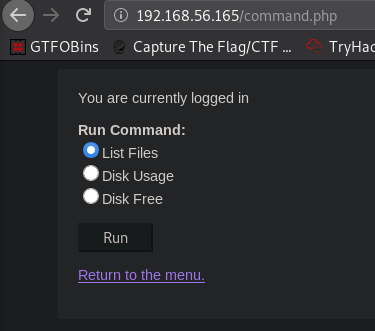 192.168.56.165/command.php
GTFOBins Capture The Flag/CTF ... TryHac
You are currently logged in
Run Command:
List Files
Disk Usage
Disk Free
Run
Return to the menu.